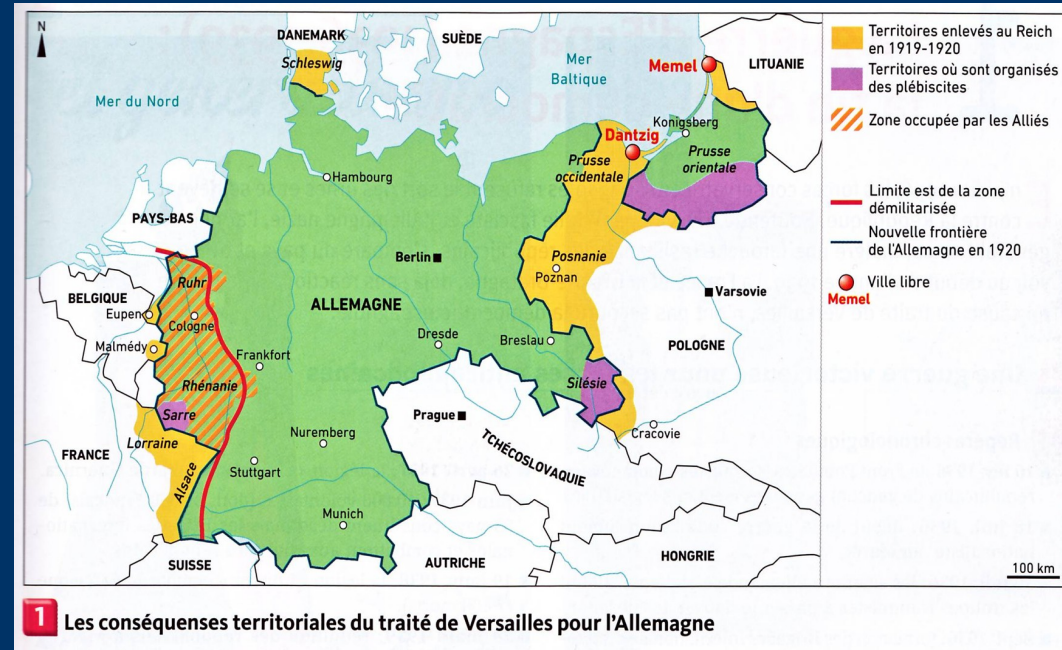 N
DANEMARK
SUÈDE
Schleswig
Mer
Baltique
Memel
LITUANIE
Mer du Nord
Konigsberg
Dantzig
Prusse
occidentale
Prusse
orientale
Hambourg
PAYS-BAS
Berlin
Posnanie
Poznan
Ruhr
Varsovie
BELGIQUE
Eupen
Cologne
ALLEMAGNE
Malmédy
Dresde
Breslau
Frankfort
POLOGNE
Rhénanie
Silésie
Sarre
Prague
Lorraine
Nuremberg
Cracovie
TCHÉCOSLOVAQUIE
FRANCE
Alsace
Stuttgart
Munich
SUISSE
AUTRICHE
HONGRIE
Territoires enlevés au Reich
en 1919-1920
Territoires où sont organisés
des plébiscites
Zone occupée par les Alliés
Limite est de la zone
démilitarisée
Nouvelle frontière
de l'Allemagne en 1920
Ville libre
Memel
100 km
1 Les conséquenses territoriales du traité de Versailles pour l'Allemagne